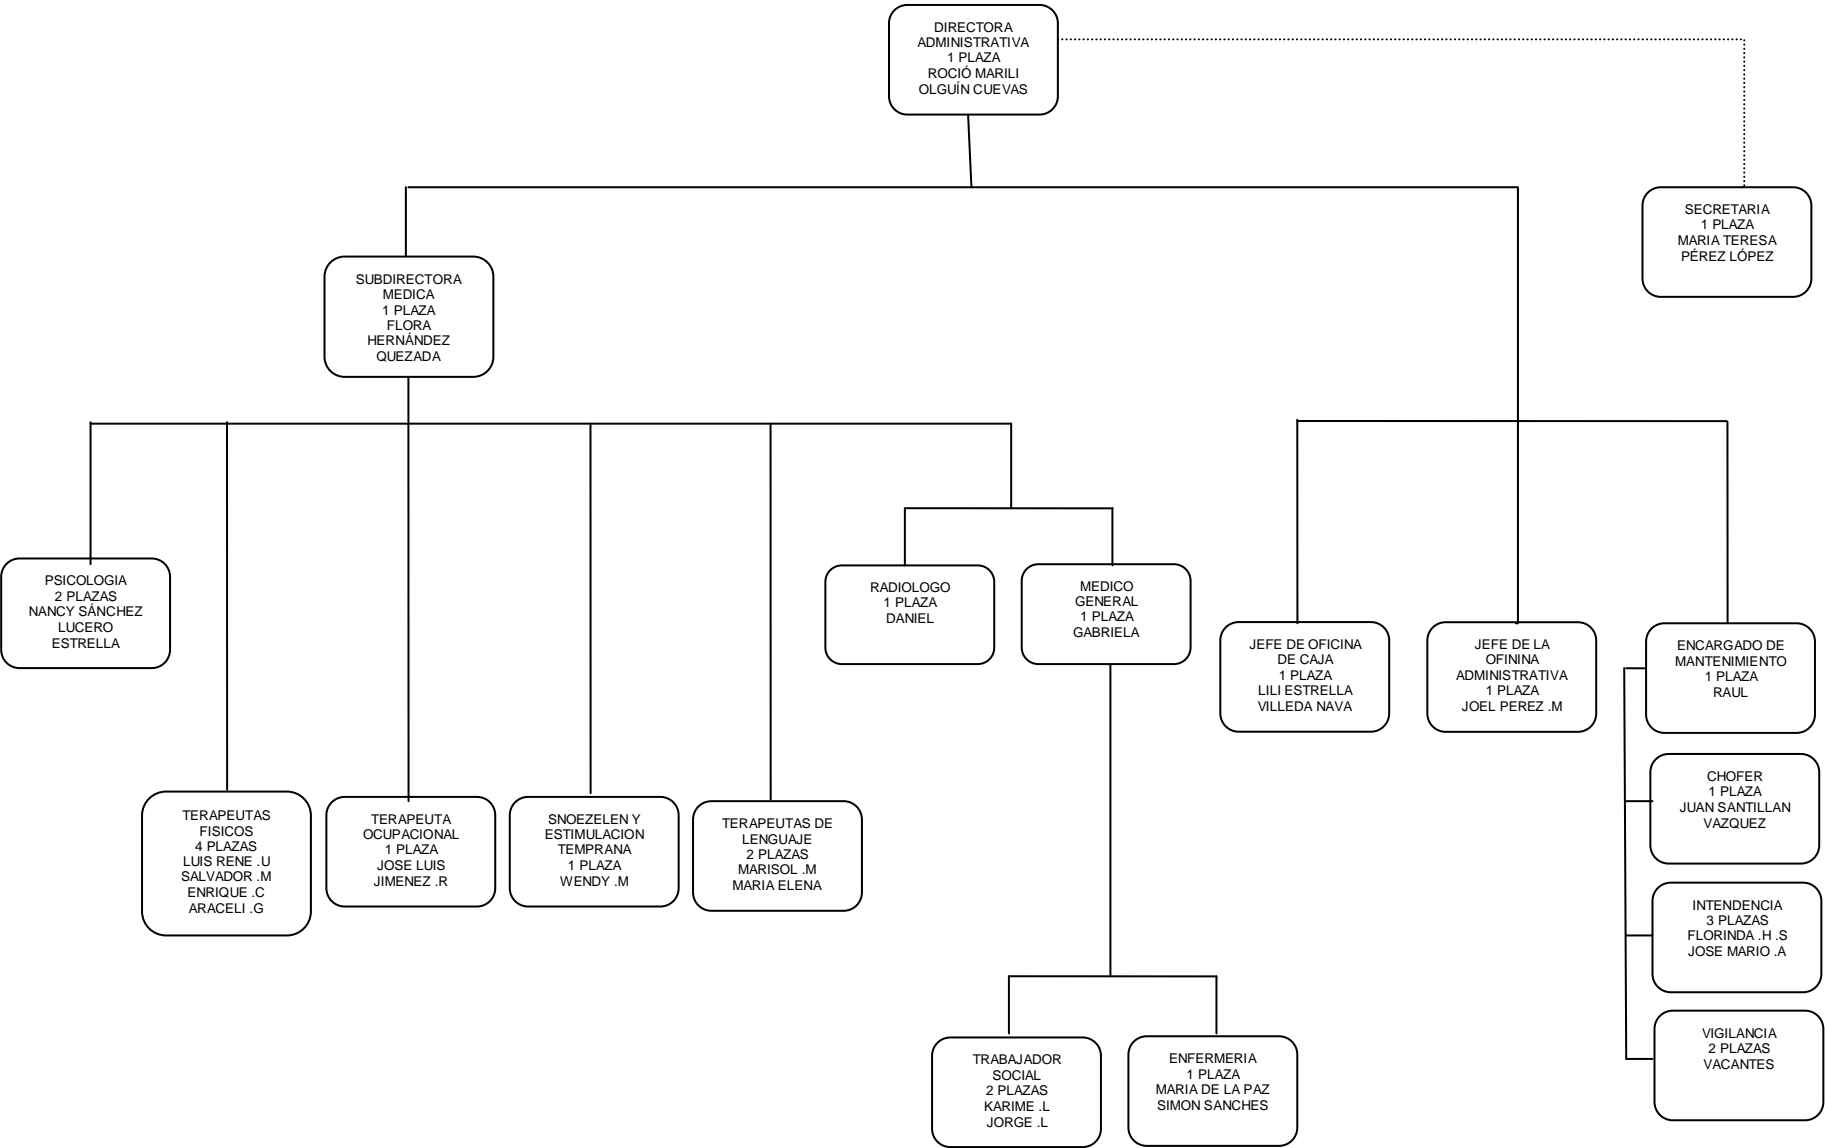 DIRECTORA
ADMINISTRATIVA
1 PLAZA
ROCIÓ MARILI
OLGUÍN CUEVAS
SECRETARIA
1 PLAZA
MARIA TERESA
PÉREZ LÓPEZ
SUBDIRECTORA
MEDICA
1 PLAZA
FLORA
HERNÁNDEZ
QUEZADA
PSICOLOGIA
2 PLAZAS
NANCY SÁNCHEZ
LUCERO
ESTRELLA
RADIOLOGO
1 PLAZA
DANIEL
MEDICO
GENERAL
1 PLAZA
GABRIELA
JEFE DE OFICINA
DE CAJA
1 PLAZA
LILI ESTRELLA
VILLEDA NAVA
JEFE DE LA
OFININA
ADMINISTRATIVA
1 PLAZA
JOEL PEREZ .M
ENCARGADO DE
MANTENIMIENTO
1 PLAZA
RAUL
CHOFER
1 PLAZA
JUAN SANTILLAN
VAZQUEZ
TERAPEUTAS
FISICOS
4 PLAZAS
LUIS RENE .U
SALVADOR .M
ENRIQUE .C
ARACELI .G
TERAPEUTA
OCUPACIONAL
1 PLAZA
JOSE LUIS
JIMENEZ .R
SNOEZELEN Y
ESTIMULACION
TEMPRANA
1 PLAZA
WENDY .M
TERAPEUTAS DE
LENGUAJE
2 PLAZAS
MARISOL .M
MARIA ELENA
INTENDENCIA
3 PLAZAS
FLORINDA .H .S
JOSE MARIO .A
VIGILANCIA
2 PLAZAS
VACANTES
TRABAJADOR
SOCIAL
2 PLAZAS
KARIME .L
JORGE .L
ENFERMERIA
1 PLAZA
MARIA DE LA PAZ
SIMON SANCHES